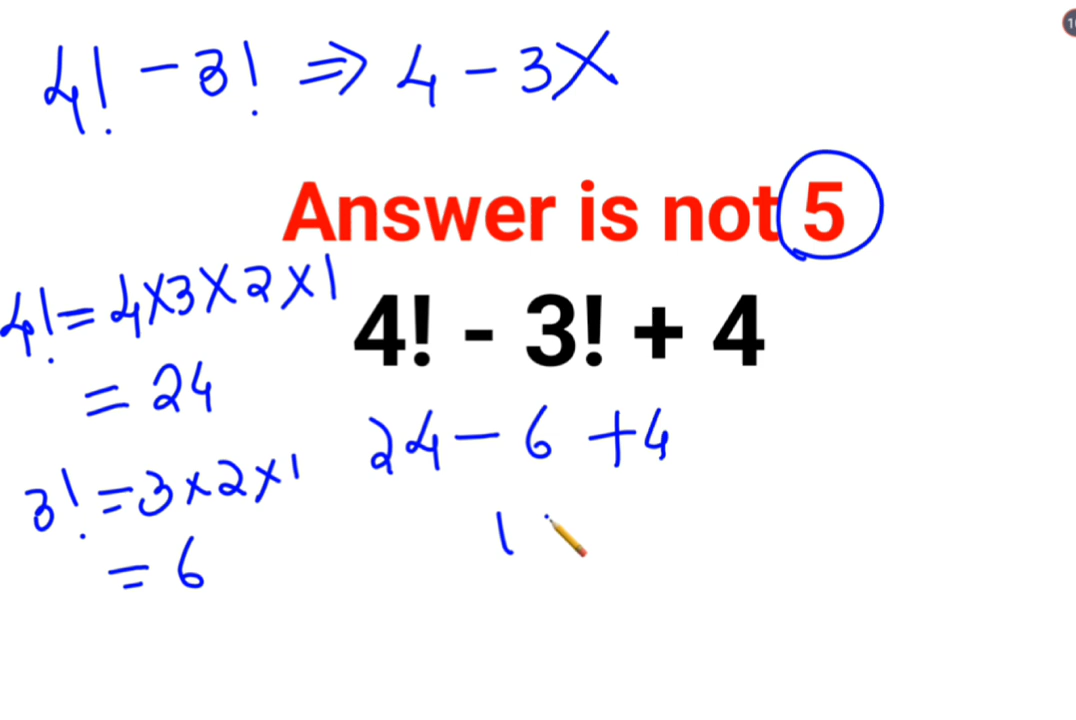 4! - 3! ⇒ 4 - 3X
Answer is not 5
4! = 4X3X2X1
= 24
4! - 3! + 4
24 - 6 + 4
3! = 3x2x1
= 6
1